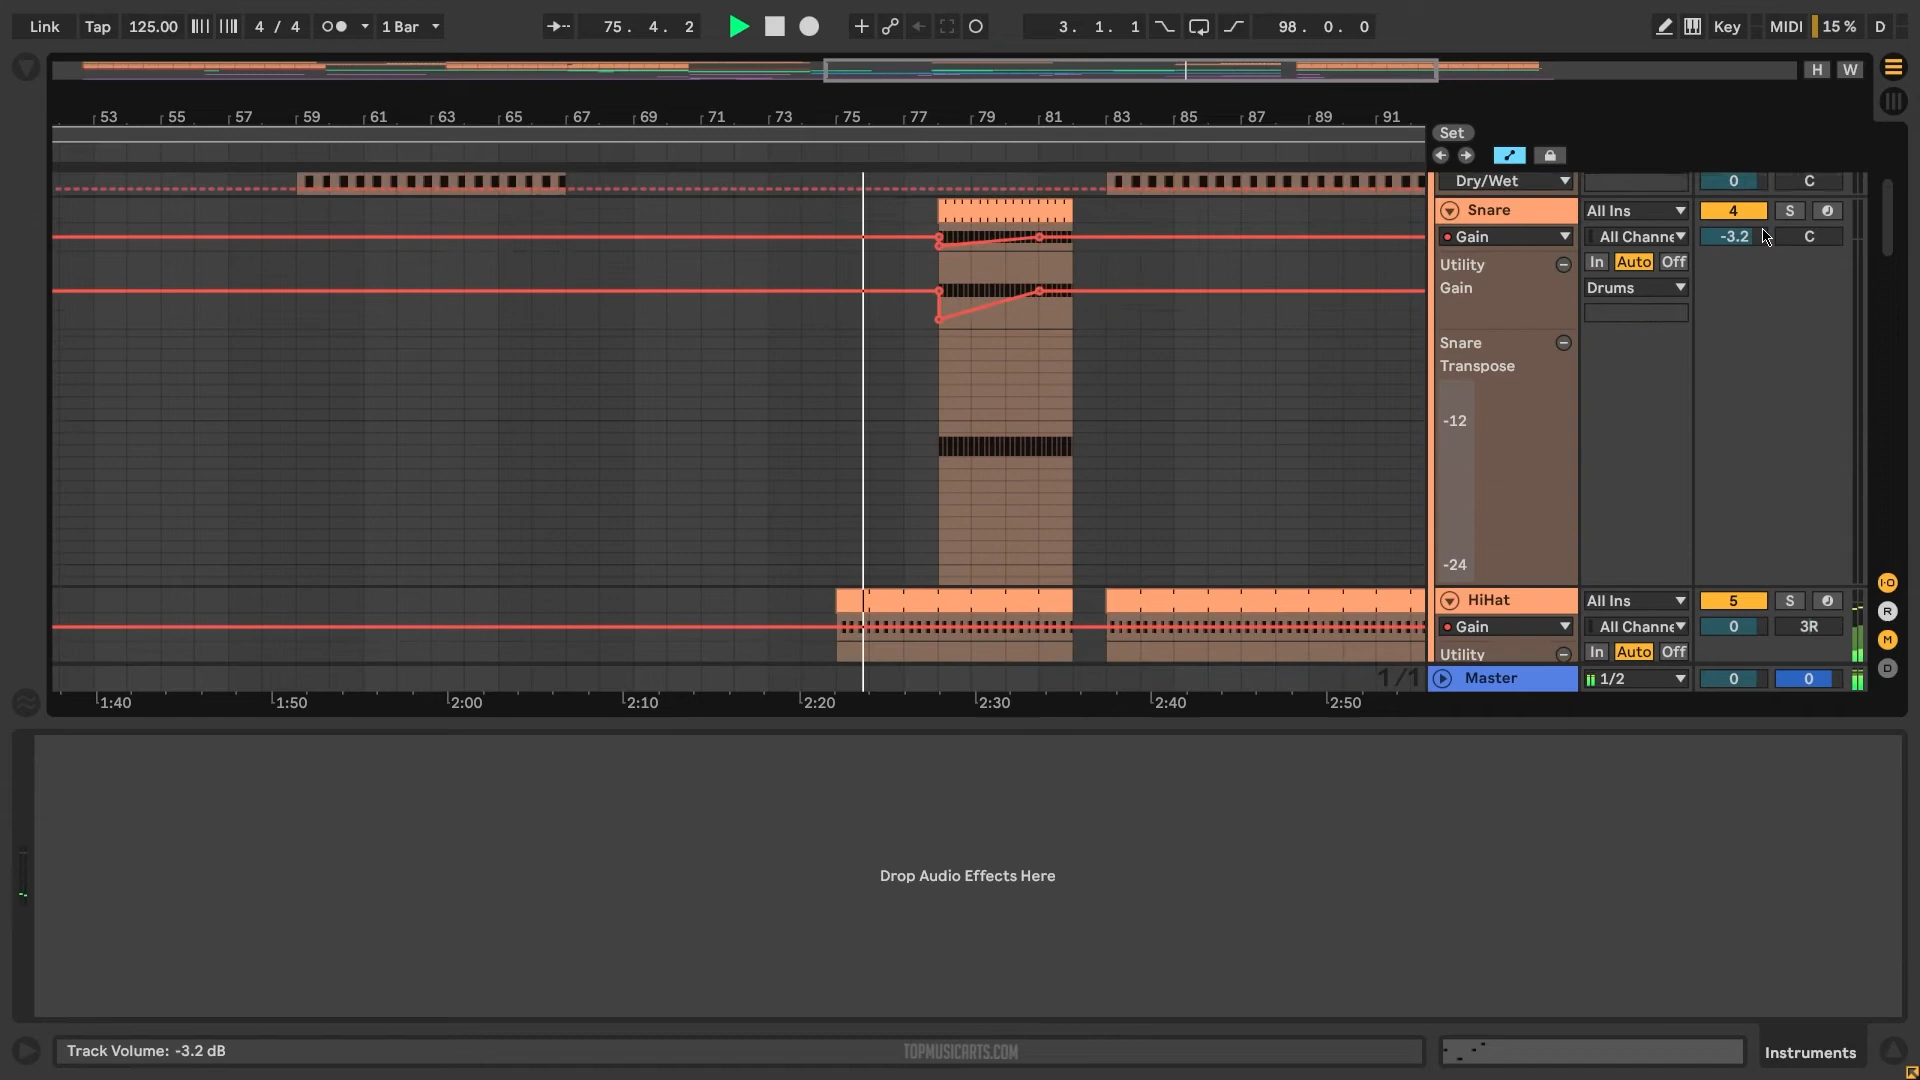 Link Tap 125.00 4 / 4 1 Bar 75. 4. 2 3. 1. 1 98. 0. 0 Key MIDI 15 % D
H W
53 55 57 59 61 63 65 67 69 71 73 75 77 79 81 83 85 87 89 91
Set
Dry/Wet 0 C
Snare All Ins 4 S
Gain All Channe -3.2 C
Utility In Auto Off
Gain Drums
Snare
Transpose
-12
-24
HiHat All Ins 5 S
Gain All Channe 0 3R
Utility In Auto Off
1/1 Master 1/2 0 0
1:40 1:50 2:00 2:10 2:20 2:30 2:40 2:50
I·O
R
M
D
Drop Audio Effects Here
Track Volume: -3.2 dB TOPMUSICARTS.COM Instruments